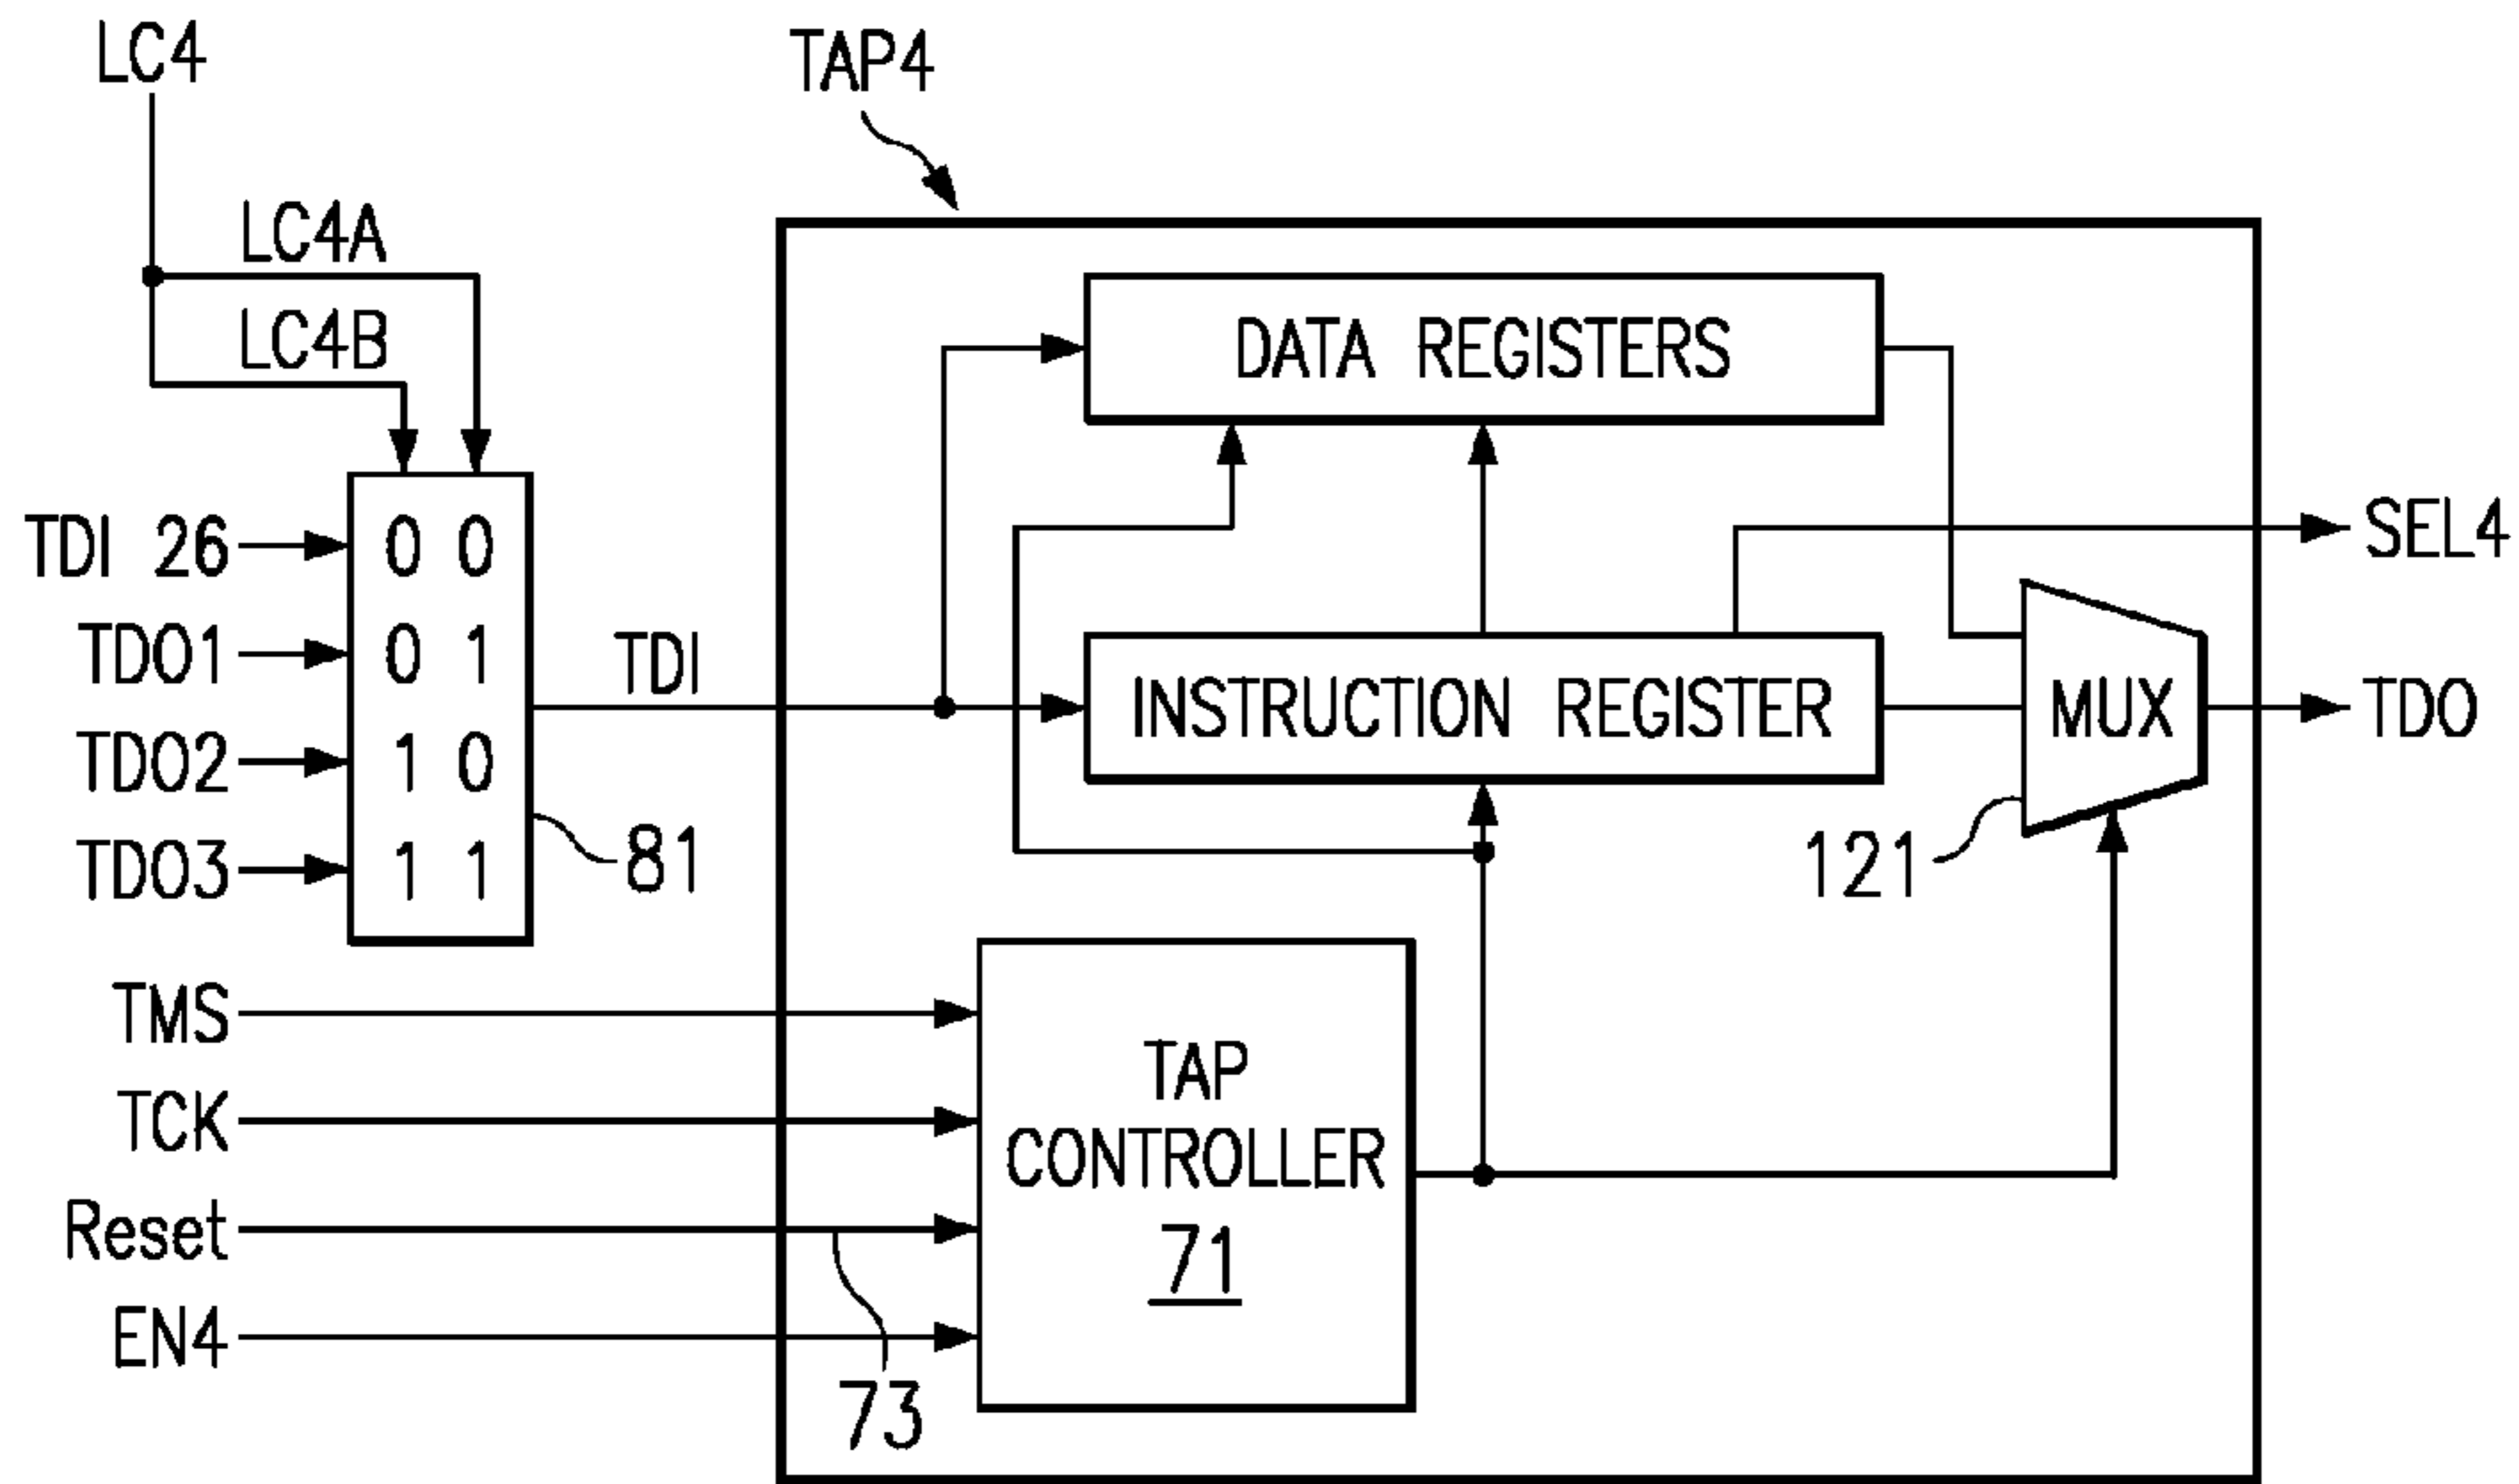 LC4
TAP4
LC4A
LC4B
DATA REGISTERS
TDI 26
0 0
SEL4
TDO1
0 1
TDI
INSTRUCTION REGISTER
MUX
TDO
TDO2
1 0
TDO3
1 1
81
121
TMS
TCK
Reset
EN4
TAP
CONTROLLER
71
73